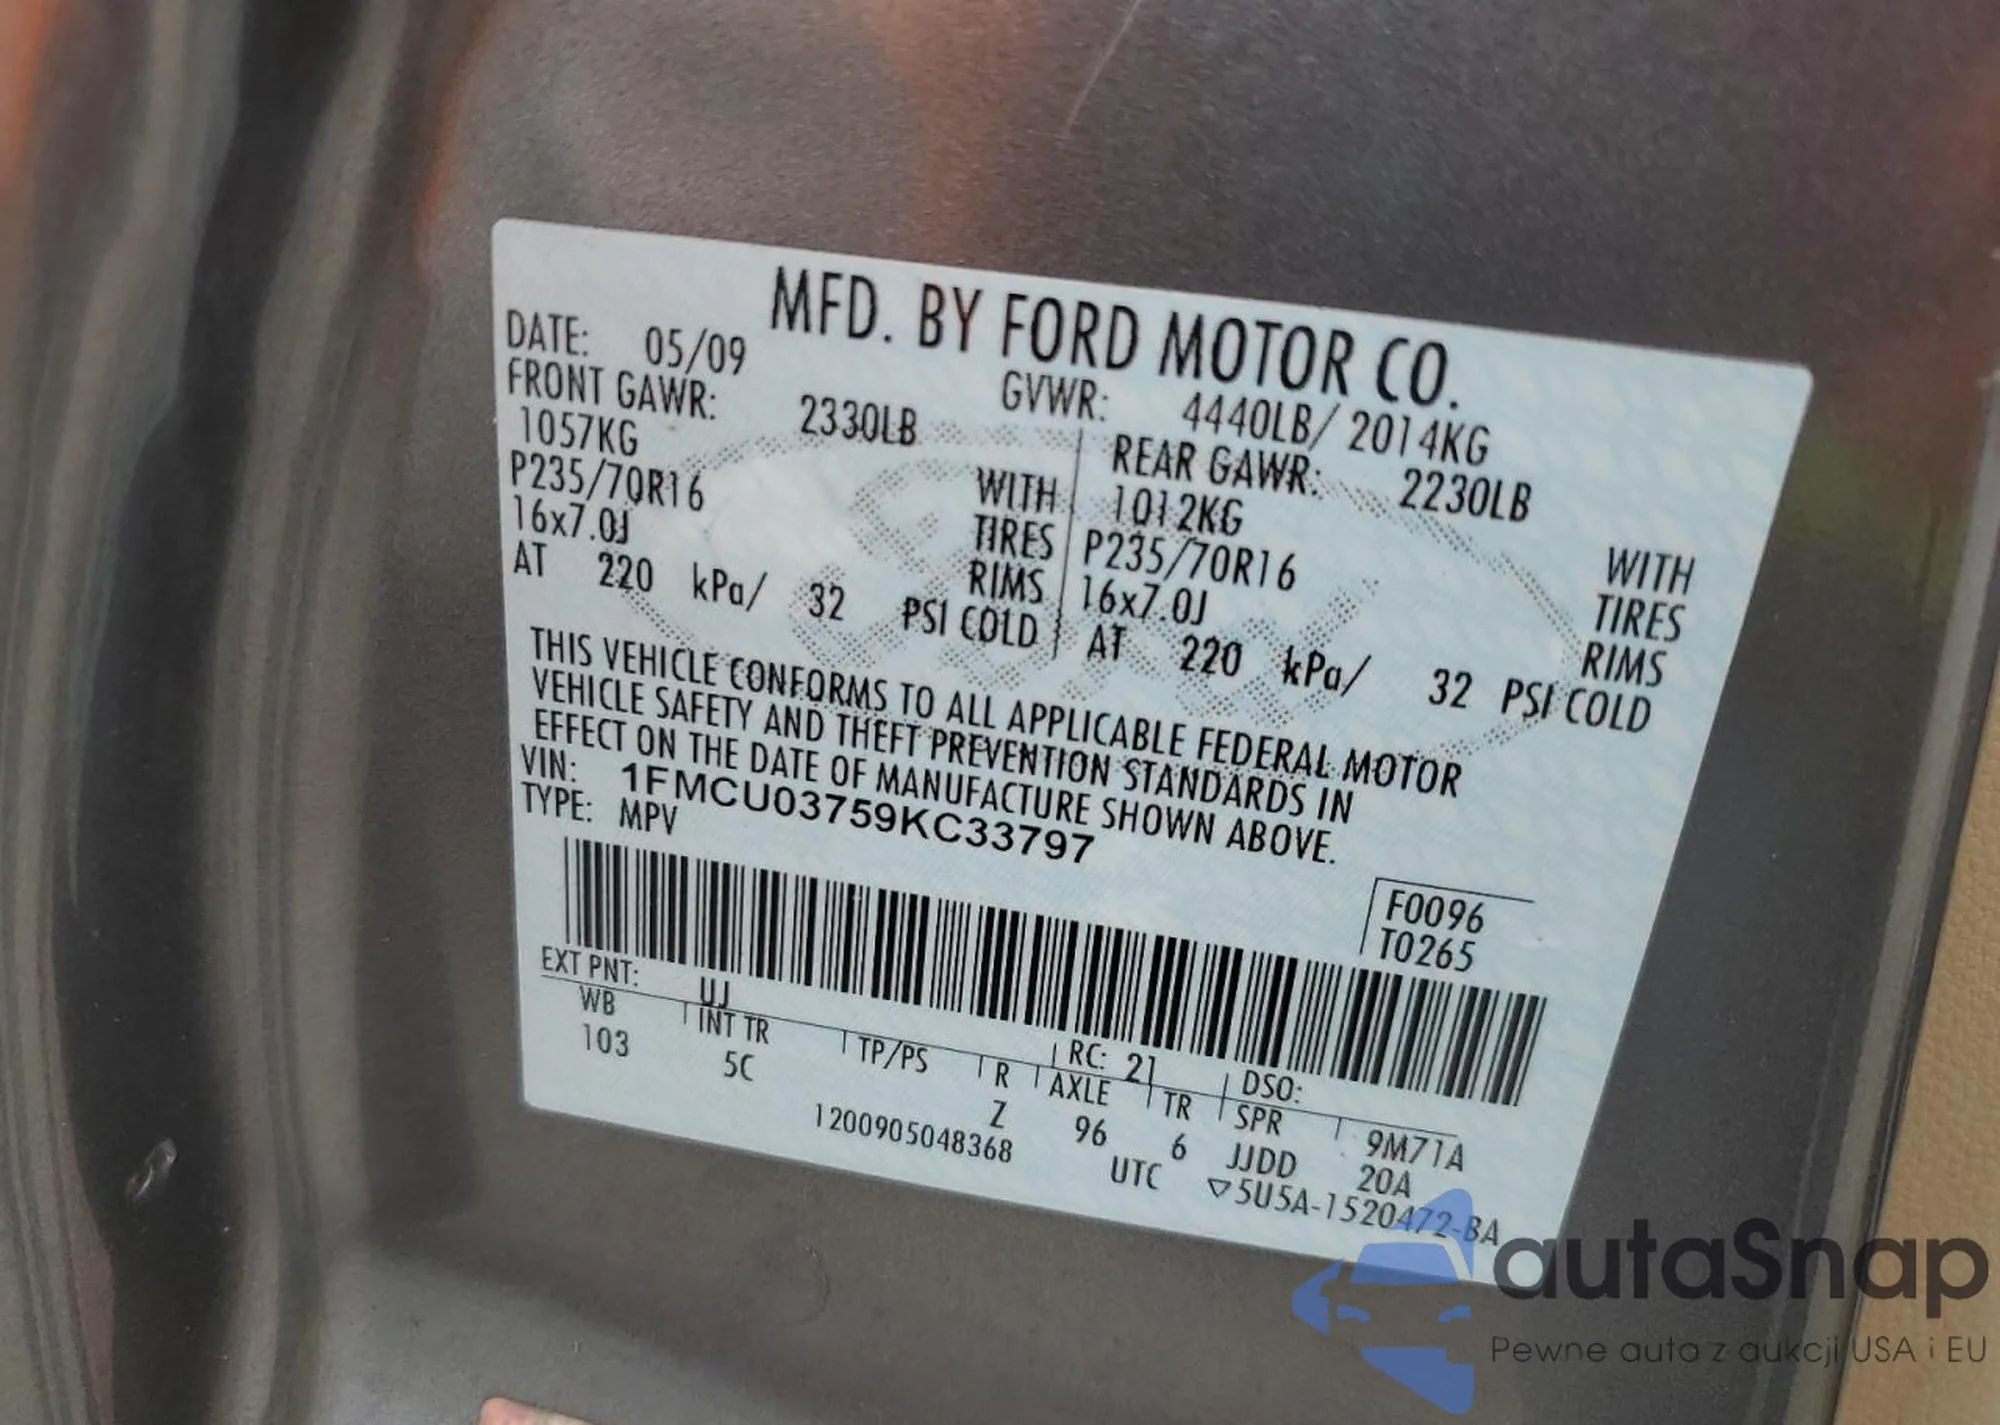 MFD. BY FORD MOTOR CO.
DATE: 05/09 GVWR: 4440LB/ 2014KG
FRONT GAWR: 2330LB REAR GAWR: 2230LB
1057KG WITH 1012KG WITH
P235/70R16 TIRES P235/70R16 TIRES
16x7.0J RIMS 16x7.0J RIMS
AT 220 kPa/ 32 PSI COLD AT 220 kPa/ 32 PSI COLD
THIS VEHICLE CONFORMS TO ALL APPLICABLE FEDERAL MOTOR
VEHICLE SAFETY AND THEFT PREVENTION STANDARDS IN
EFFECT ON THE DATE OF MANUFACTURE SHOWN ABOVE.
VIN: 1FMCU03759KC33797
TYPE: MPV
F0096
T0265
EXT PNT: UJ RC: 21 DSO:
WB INT TR TP/PS R AXLE TR SPR 9M71A
103 5C Z 96 6 JJDD 20A
1200905048368 UTC ▽5U5A-1520472-BA
autaSnap
Pewne auta z aukcji USA i EU